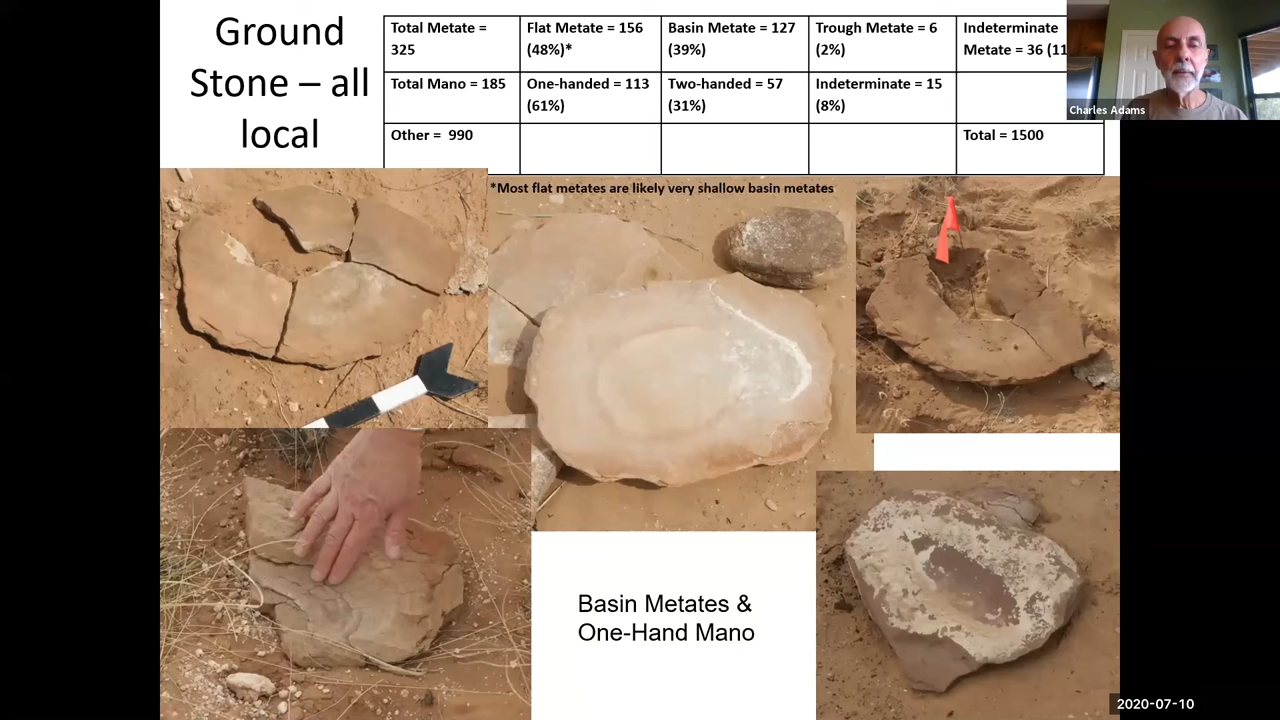 Ground
Stone – all
local
Total Metate =
325
Flat Metate = 156
(48%)*
Basin Metate = 127
(39%)
Trough Metate = 6
(2%)
Indeterminate
Metate = 36 (11
Total Mano = 185
One-handed = 113
(61%)
Two-handed = 57
(31%)
Indeterminate = 15
(8%)
Other = 990
Total = 1500
*Most flat metates are likely very shallow basin metates
Charles Adams
Basin Metates &
One-Hand Mano
2020-07-10